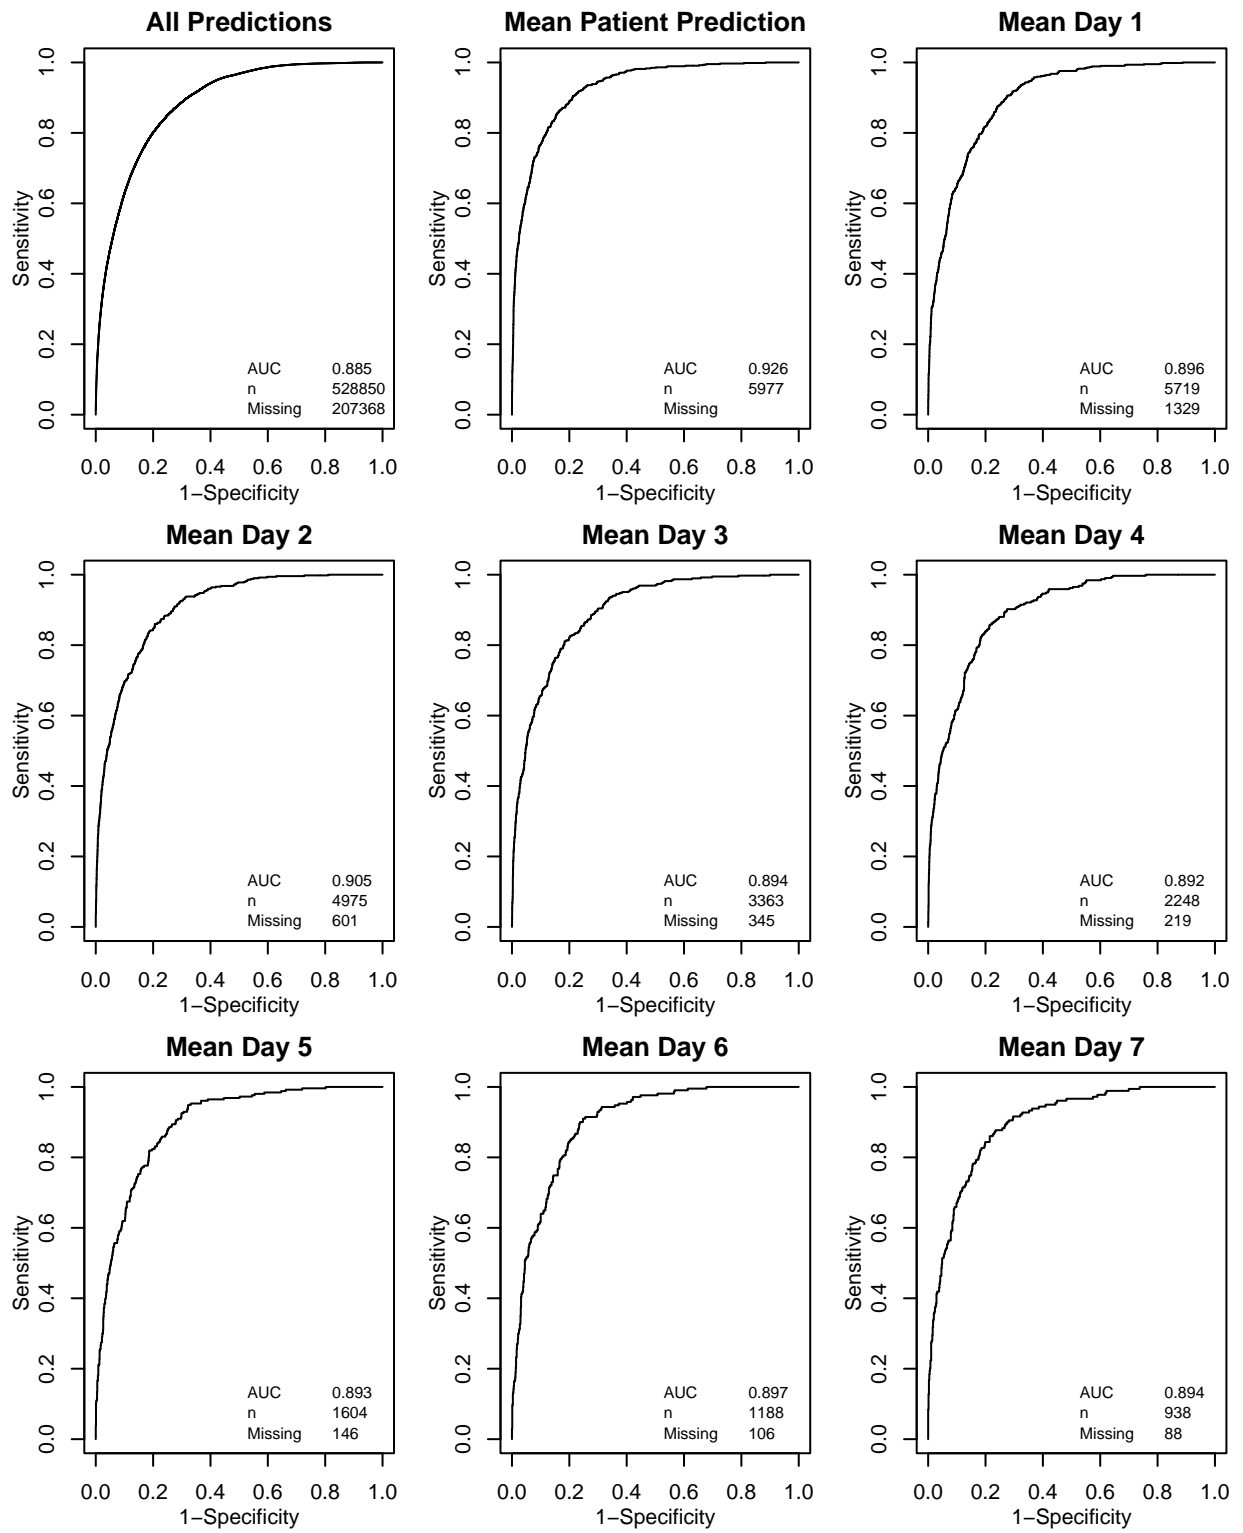 All Predictions
Sensitivity
0.0 0.2 0.4 0.6 0.8 1.0
AUC 0.885
n 528850
Missing 207368
0.0 0.2 0.4 0.6 0.8 1.0
1−Specificity
Mean Patient Prediction
Sensitivity
0.0 0.2 0.4 0.6 0.8 1.0
AUC 0.926
n 5977
Missing
0.0 0.2 0.4 0.6 0.8 1.0
1−Specificity
Mean Day 1
Sensitivity
0.0 0.2 0.4 0.6 0.8 1.0
AUC 0.896
n 5719
Missing 1329
0.0 0.2 0.4 0.6 0.8 1.0
1−Specificity
Mean Day 2
Sensitivity
0.0 0.2 0.4 0.6 0.8 1.0
AUC 0.905
n 4975
Missing 601
0.0 0.2 0.4 0.6 0.8 1.0
1−Specificity
Mean Day 3
Sensitivity
0.0 0.2 0.4 0.6 0.8 1.0
AUC 0.894
n 3363
Missing 345
0.0 0.2 0.4 0.6 0.8 1.0
1−Specificity
Mean Day 4
Sensitivity
0.0 0.2 0.4 0.6 0.8 1.0
AUC 0.892
n 2248
Missing 219
0.0 0.2 0.4 0.6 0.8 1.0
1−Specificity
Mean Day 5
Sensitivity
0.0 0.2 0.4 0.6 0.8 1.0
AUC 0.893
n 1604
Missing 146
0.0 0.2 0.4 0.6 0.8 1.0
1−Specificity
Mean Day 6
Sensitivity
0.0 0.2 0.4 0.6 0.8 1.0
AUC 0.897
n 1188
Missing 106
0.0 0.2 0.4 0.6 0.8 1.0
1−Specificity
Mean Day 7
Sensitivity
0.0 0.2 0.4 0.6 0.8 1.0
AUC 0.894
n 938
Missing 88
0.0 0.2 0.4 0.6 0.8 1.0
1−Specificity